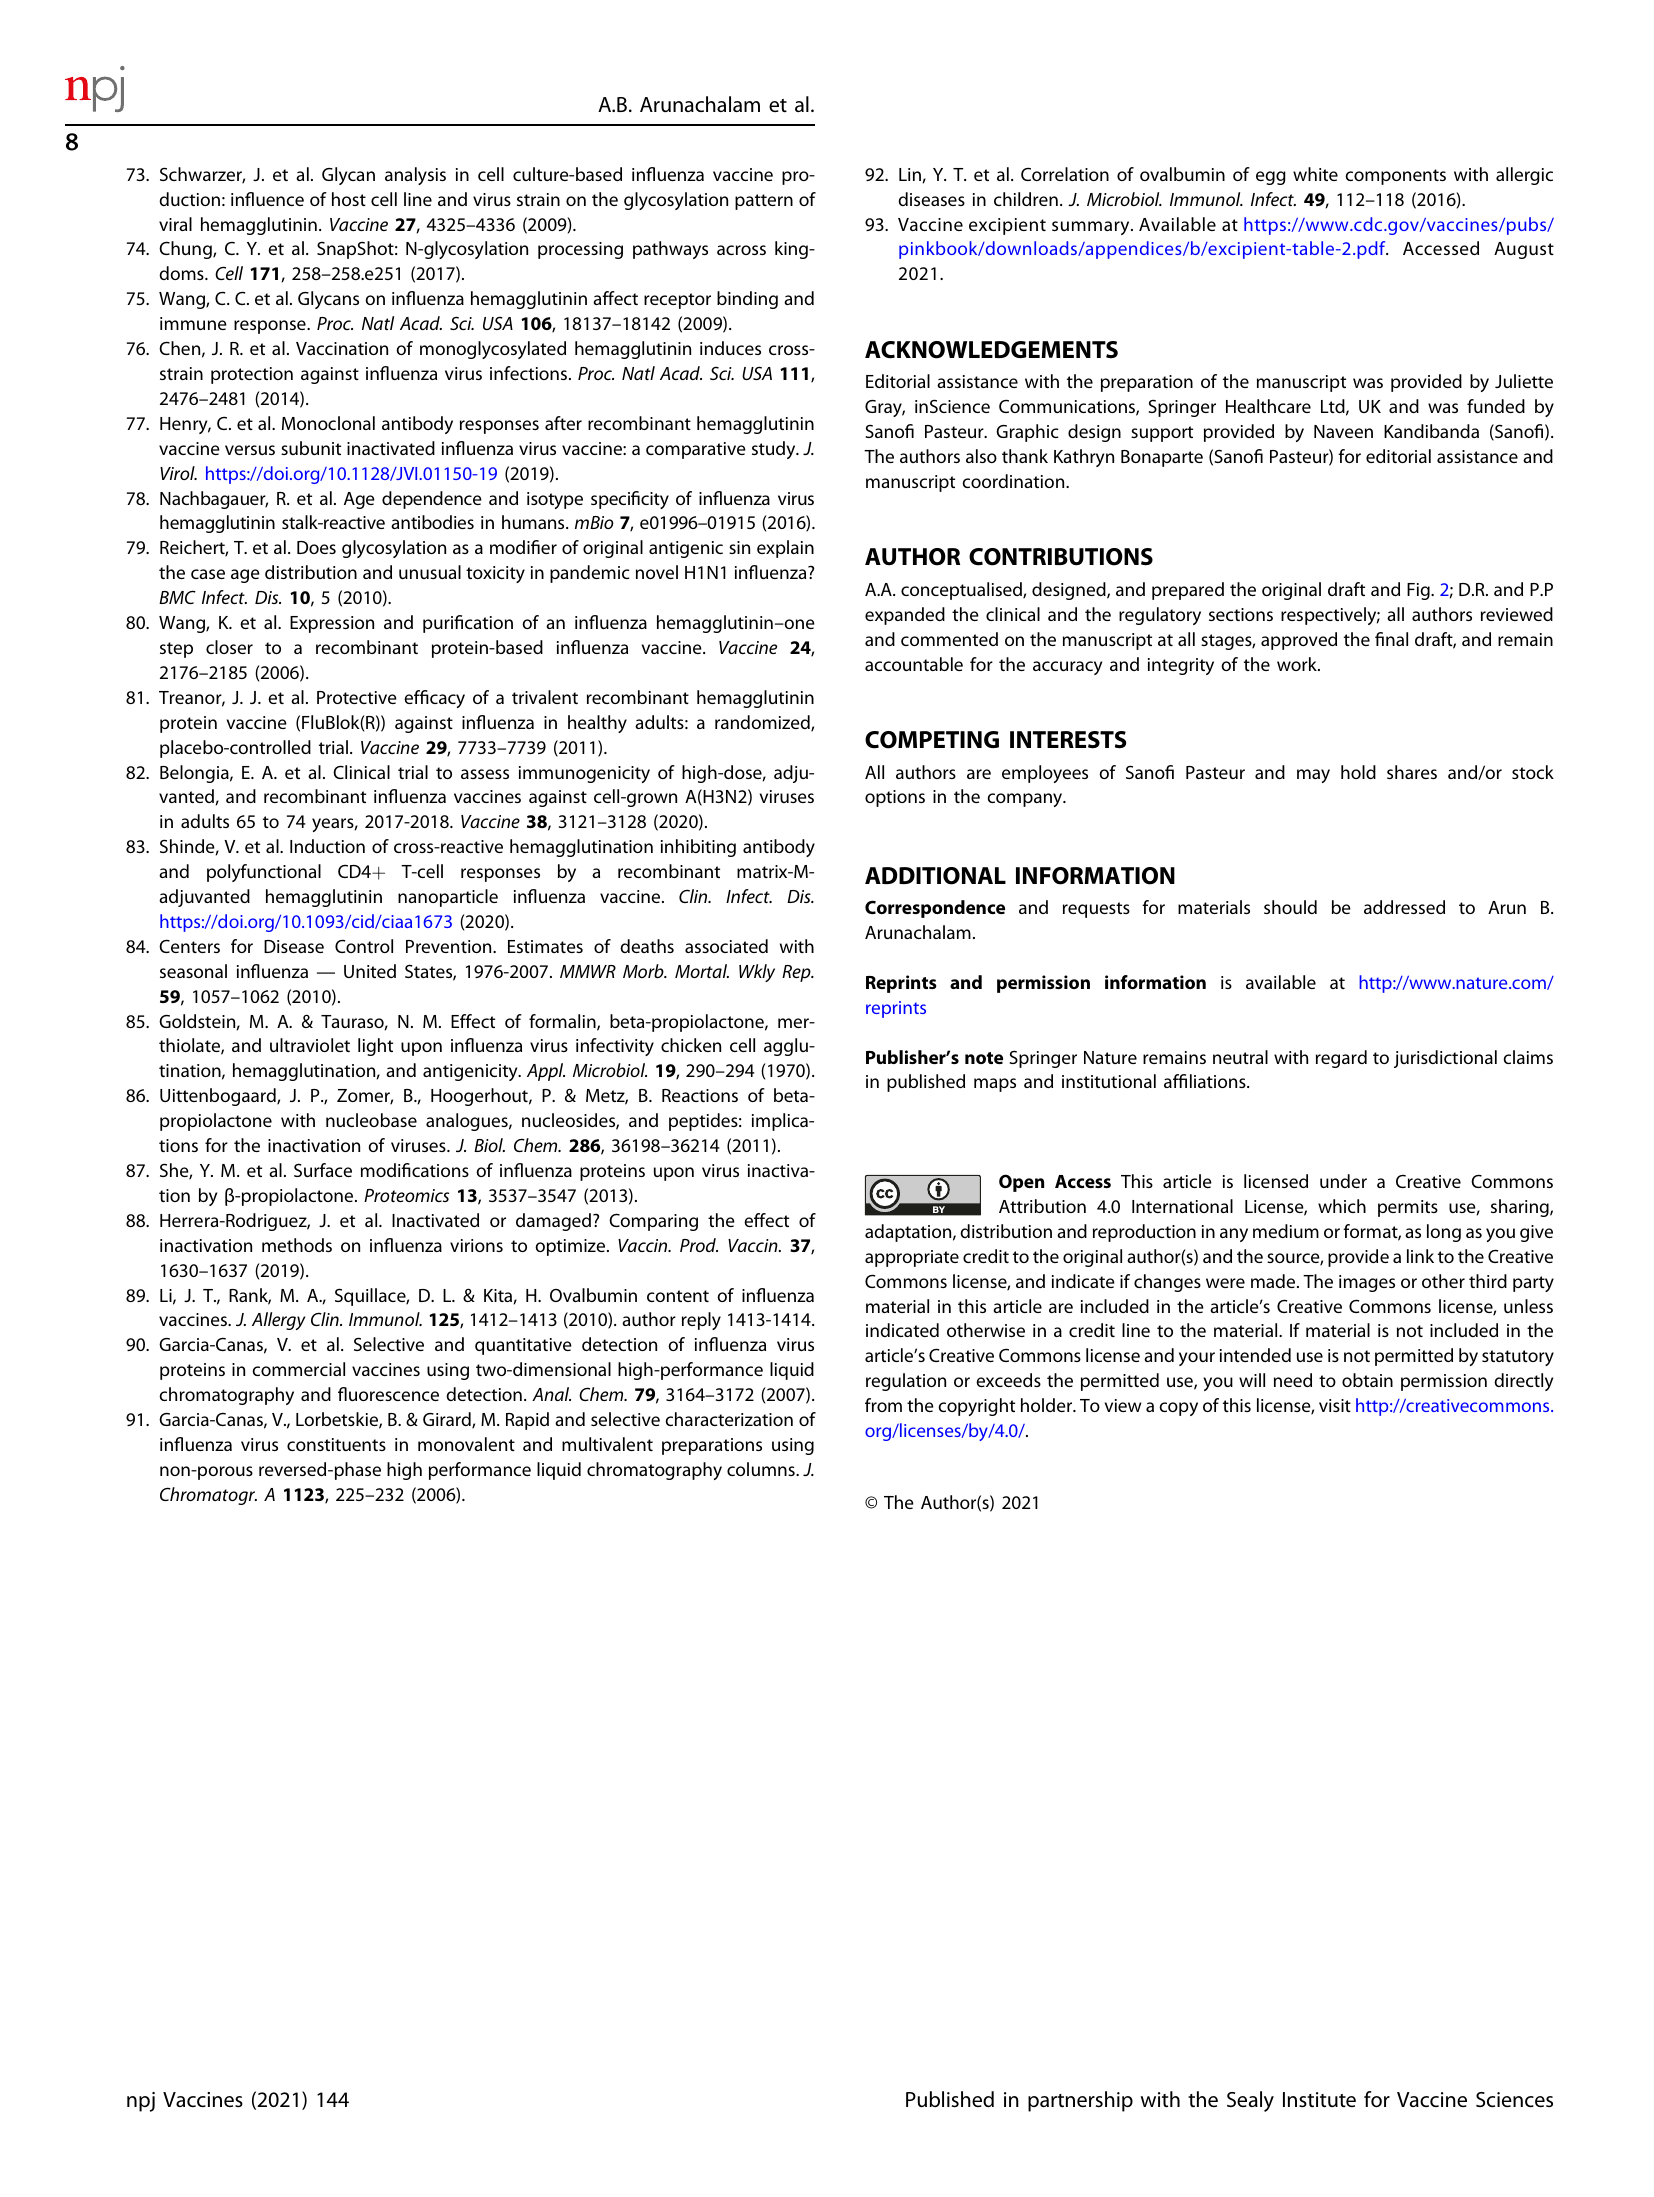 npj
A.B. Arunachalam et al.
8
73. Schwarzer, J. et al. Glycan analysis in cell culture-based influenza vaccine pro-
duction: influence of host cell line and virus strain on the glycosylation pattern of
viral hemagglutinin. Vaccine 27, 4325–4336 (2009).
74. Chung, C. Y. et al. SnapShot: N-glycosylation processing pathways across king-
doms. Cell 171, 258–258.e251 (2017).
75. Wang, C. C. et al. Glycans on influenza hemagglutinin affect receptor binding and
immune response. Proc. Natl Acad. Sci. USA 106, 18137–18142 (2009).
76. Chen, J. R. et al. Vaccination of monoglycosylated hemagglutinin induces cross-
strain protection against influenza virus infections. Proc. Natl Acad. Sci. USA 111,
2476–2481 (2014).
77. Henry, C. et al. Monoclonal antibody responses after recombinant hemagglutinin
vaccine versus subunit inactivated influenza virus vaccine: a comparative study. J.
Virol. https://doi.org/10.1128/JVI.01150-19 (2019).
78. Nachbagauer, R. et al. Age dependence and isotype specificity of influenza virus
hemagglutinin stalk-reactive antibodies in humans. mBio 7, e01996–01915 (2016).
79. Reichert, T. et al. Does glycosylation as a modifier of original antigenic sin explain
the case age distribution and unusual toxicity in pandemic novel H1N1 influenza?
BMC Infect. Dis. 10, 5 (2010).
80. Wang, K. et al. Expression and purification of an influenza hemagglutinin–one
step closer to a recombinant protein-based influenza vaccine. Vaccine 24,
2176–2185 (2006).
81. Treanor, J. J. et al. Protective efficacy of a trivalent recombinant hemagglutinin
protein vaccine (FluBlok(R)) against influenza in healthy adults: a randomized,
placebo-controlled trial. Vaccine 29, 7733–7739 (2011).
82. Belongia, E. A. et al. Clinical trial to assess immunogenicity of high-dose, adju-
vanted, and recombinant influenza vaccines against cell-grown A(H3N2) viruses
in adults 65 to 74 years, 2017-2018. Vaccine 38, 3121–3128 (2020).
83. Shinde, V. et al. Induction of cross-reactive hemagglutination inhibiting antibody
and polyfunctional CD4+ T-cell responses by a recombinant matrix-M-
adjuvanted hemagglutinin nanoparticle influenza vaccine. Clin. Infect. Dis.
https://doi.org/10.1093/cid/ciaa1673 (2020).
84. Centers for Disease Control Prevention. Estimates of deaths associated with
seasonal influenza — United States, 1976-2007. MMWR Morb. Mortal. Wkly Rep.
59, 1057–1062 (2010).
85. Goldstein, M. A. & Tauraso, N. M. Effect of formalin, beta-propiolactone, mer-
thiolate, and ultraviolet light upon influenza virus infectivity chicken cell agglu-
tination, hemagglutination, and antigenicity. Appl. Microbiol. 19, 290–294 (1970).
86. Uittenbogaard, J. P., Zomer, B., Hoogerhout, P. & Metz, B. Reactions of beta-
propiolactone with nucleobase analogues, nucleosides, and peptides: implica-
tions for the inactivation of viruses. J. Biol. Chem. 286, 36198–36214 (2011).
87. She, Y. M. et al. Surface modifications of influenza proteins upon virus inactiva-
tion by β-propiolactone. Proteomics 13, 3537–3547 (2013).
88. Herrera-Rodriguez, J. et al. Inactivated or damaged? Comparing the effect of
inactivation methods on influenza virions to optimize. Vaccin. Prod. Vaccin. 37,
1630–1637 (2019).
89. Li, J. T., Rank, M. A., Squillace, D. L. & Kita, H. Ovalbumin content of influenza
vaccines. J. Allergy Clin. Immunol. 125, 1412–1413 (2010). author reply 1413-1414.
90. Garcia-Canas, V. et al. Selective and quantitative detection of influenza virus
proteins in commercial vaccines using two-dimensional high-performance liquid
chromatography and fluorescence detection. Anal. Chem. 79, 3164–3172 (2007).
91. Garcia-Canas, V., Lorbetskie, B. & Girard, M. Rapid and selective characterization of
influenza virus constituents in monovalent and multivalent preparations using
non-porous reversed-phase high performance liquid chromatography columns. J.
Chromatogr. A 1123, 225–232 (2006).
92. Lin, Y. T. et al. Correlation of ovalbumin of egg white components with allergic
diseases in children. J. Microbiol. Immunol. Infect. 49, 112–118 (2016).
93. Vaccine excipient summary. Available at https://www.cdc.gov/vaccines/pubs/
pinkbook/downloads/appendices/b/excipient-table-2.pdf. Accessed August
2021.
ACKNOWLEDGEMENTS
Editorial assistance with the preparation of the manuscript was provided by Juliette
Gray, inScience Communications, Springer Healthcare Ltd, UK and was funded by
Sanofi Pasteur. Graphic design support provided by Naveen Kandibanda (Sanofi).
The authors also thank Kathryn Bonaparte (Sanofi Pasteur) for editorial assistance and
manuscript coordination.
AUTHOR CONTRIBUTIONS
A.A. conceptualised, designed, and prepared the original draft and Fig. 2; D.R. and P.P
expanded the clinical and the regulatory sections respectively; all authors reviewed
and commented on the manuscript at all stages, approved the final draft, and remain
accountable for the accuracy and integrity of the work.
COMPETING INTERESTS
All authors are employees of Sanofi Pasteur and may hold shares and/or stock
options in the company.
ADDITIONAL INFORMATION
Correspondence and requests for materials should be addressed to Arun B.
Arunachalam.
Reprints and permission information is available at http://www.nature.com/
reprints
Publisher's note Springer Nature remains neutral with regard to jurisdictional claims
in published maps and institutional affiliations.
cc BY
Open Access This article is licensed under a Creative Commons
Attribution 4.0 International License, which permits use, sharing,
adaptation, distribution and reproduction in any medium or format, as long as you give
appropriate credit to the original author(s) and the source, provide a link to the Creative
Commons license, and indicate if changes were made. The images or other third party
material in this article are included in the article's Creative Commons license, unless
indicated otherwise in a credit line to the material. If material is not included in the
article's Creative Commons license and your intended use is not permitted by statutory
regulation or exceeds the permitted use, you will need to obtain permission directly
from the copyright holder. To view a copy of this license, visit http://creativecommons.
org/licenses/by/4.0/.
© The Author(s) 2021
npj Vaccines (2021) 144
Published in partnership with the Sealy Institute for Vaccine Sciences